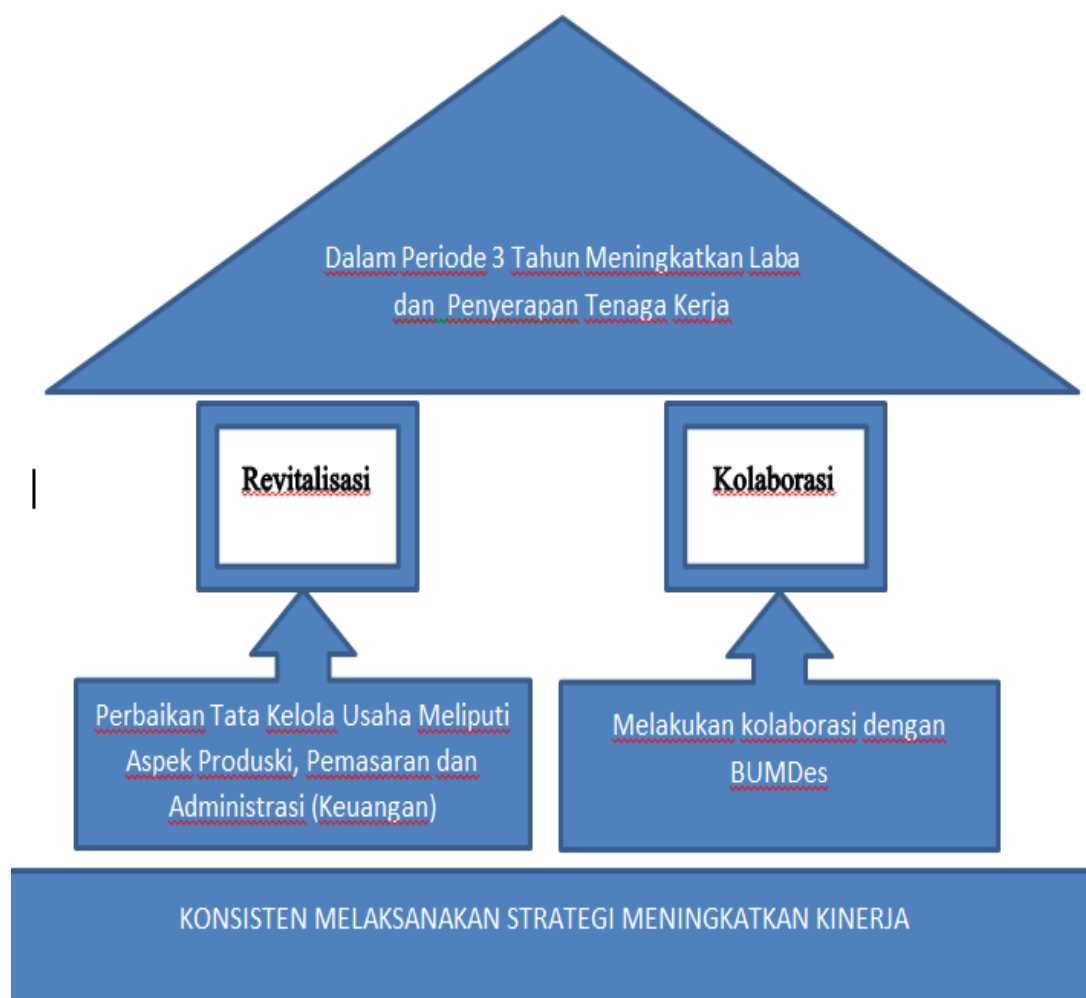 Dalam Periode 3 Tahun Meningkatkan Laba
dan Penyerapan Tenaga Kerja
Revitalisasi
Kolaborasi
Perbaikan Tata Kelola Usaha Meliputi
Aspek Produski, Pemasaran dan
Administrasi (Keuangan)
Melakukan kolaborasi dengan
BUMDes
KONSISTEN MELAKSANAKAN STRATEGI MENINGKATKAN KINERJA